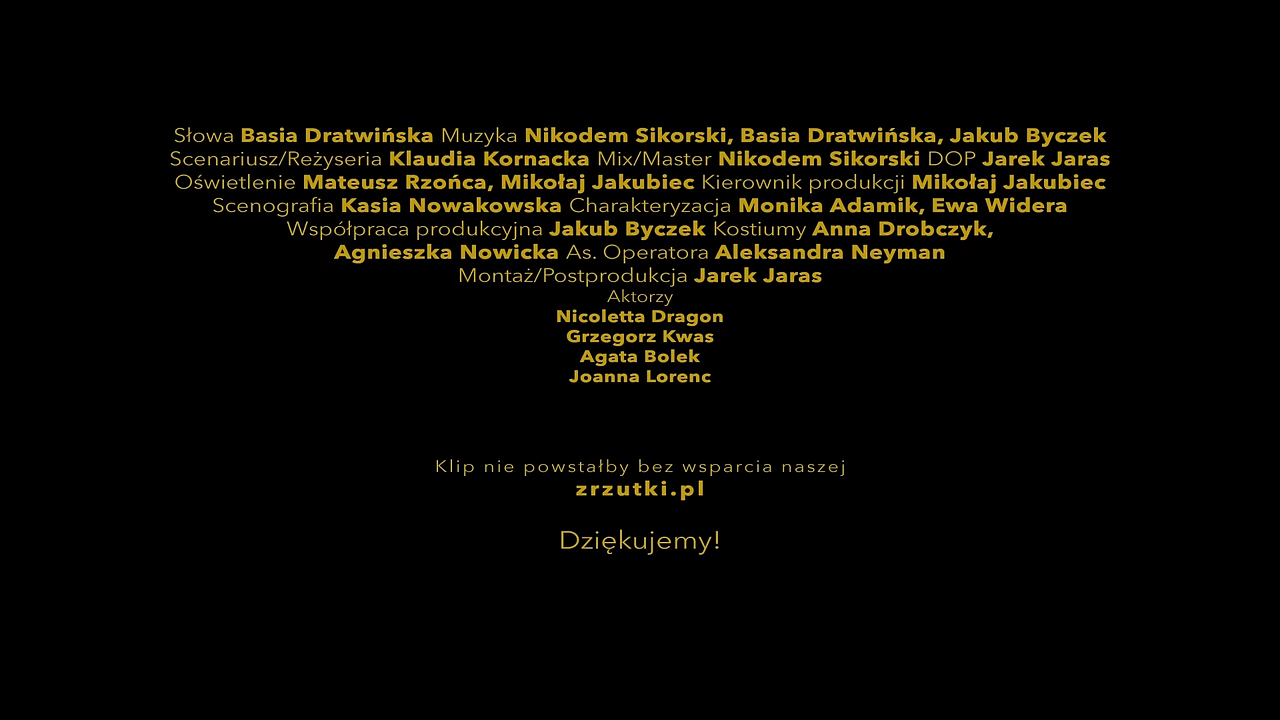 Słowa Basia Dratwińska Muzyka Nikodem Sikorski, Basia Dratwińska, Jakub Byczek
Scenariusz/Reżyseria Klaudia Kornacka Mix/Master Nikodem Sikorski DOP Jarek Jaras
Oświetlenie Mateusz Rzońca, Mikołaj Jakubiec Kierownik produkcji Mikołaj Jakubiec
Scenografia Kasia Nowakowska Charakteryzacja Monika Adamik, Ewa Widera
Współpraca produkcyjna Jakub Byczek Kostiumy Anna Drobczyk,
Agnieszka Nowicka As. Operatora Aleksandra Neyman
Montaż/Postprodukcja Jarek Jaras
Aktorzy
Nicoletta Dragon
Grzegorz Kwas
Agata Bolek
Joanna Lorenc
Klip nie powstałby bez wsparcia naszej
zrzutki.pl
Dziękujemy!